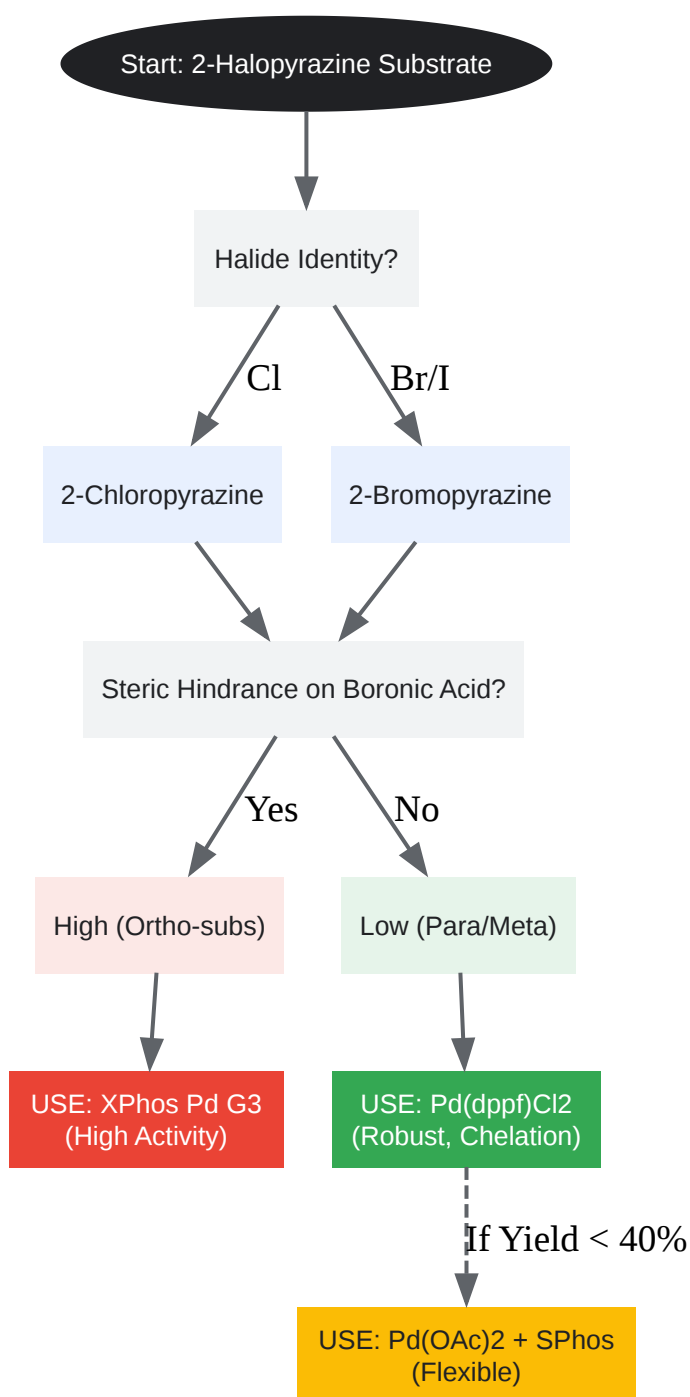 Start: 2-Halopyrazine Substrate
Halide Identity?
Cl
Br/I
2-Chloropyrazine
2-Bromopyrazine
Steric Hindrance on Boronic Acid?
Yes
No
High (Ortho-subs)
Low (Para/Meta)
USE: XPhos Pd G3
(High Activity)
USE: Pd(dppf)Cl2
(Robust, Chelation)
If Yield < 40%
USE: Pd(OAc)2 + SPhos
(Flexible)